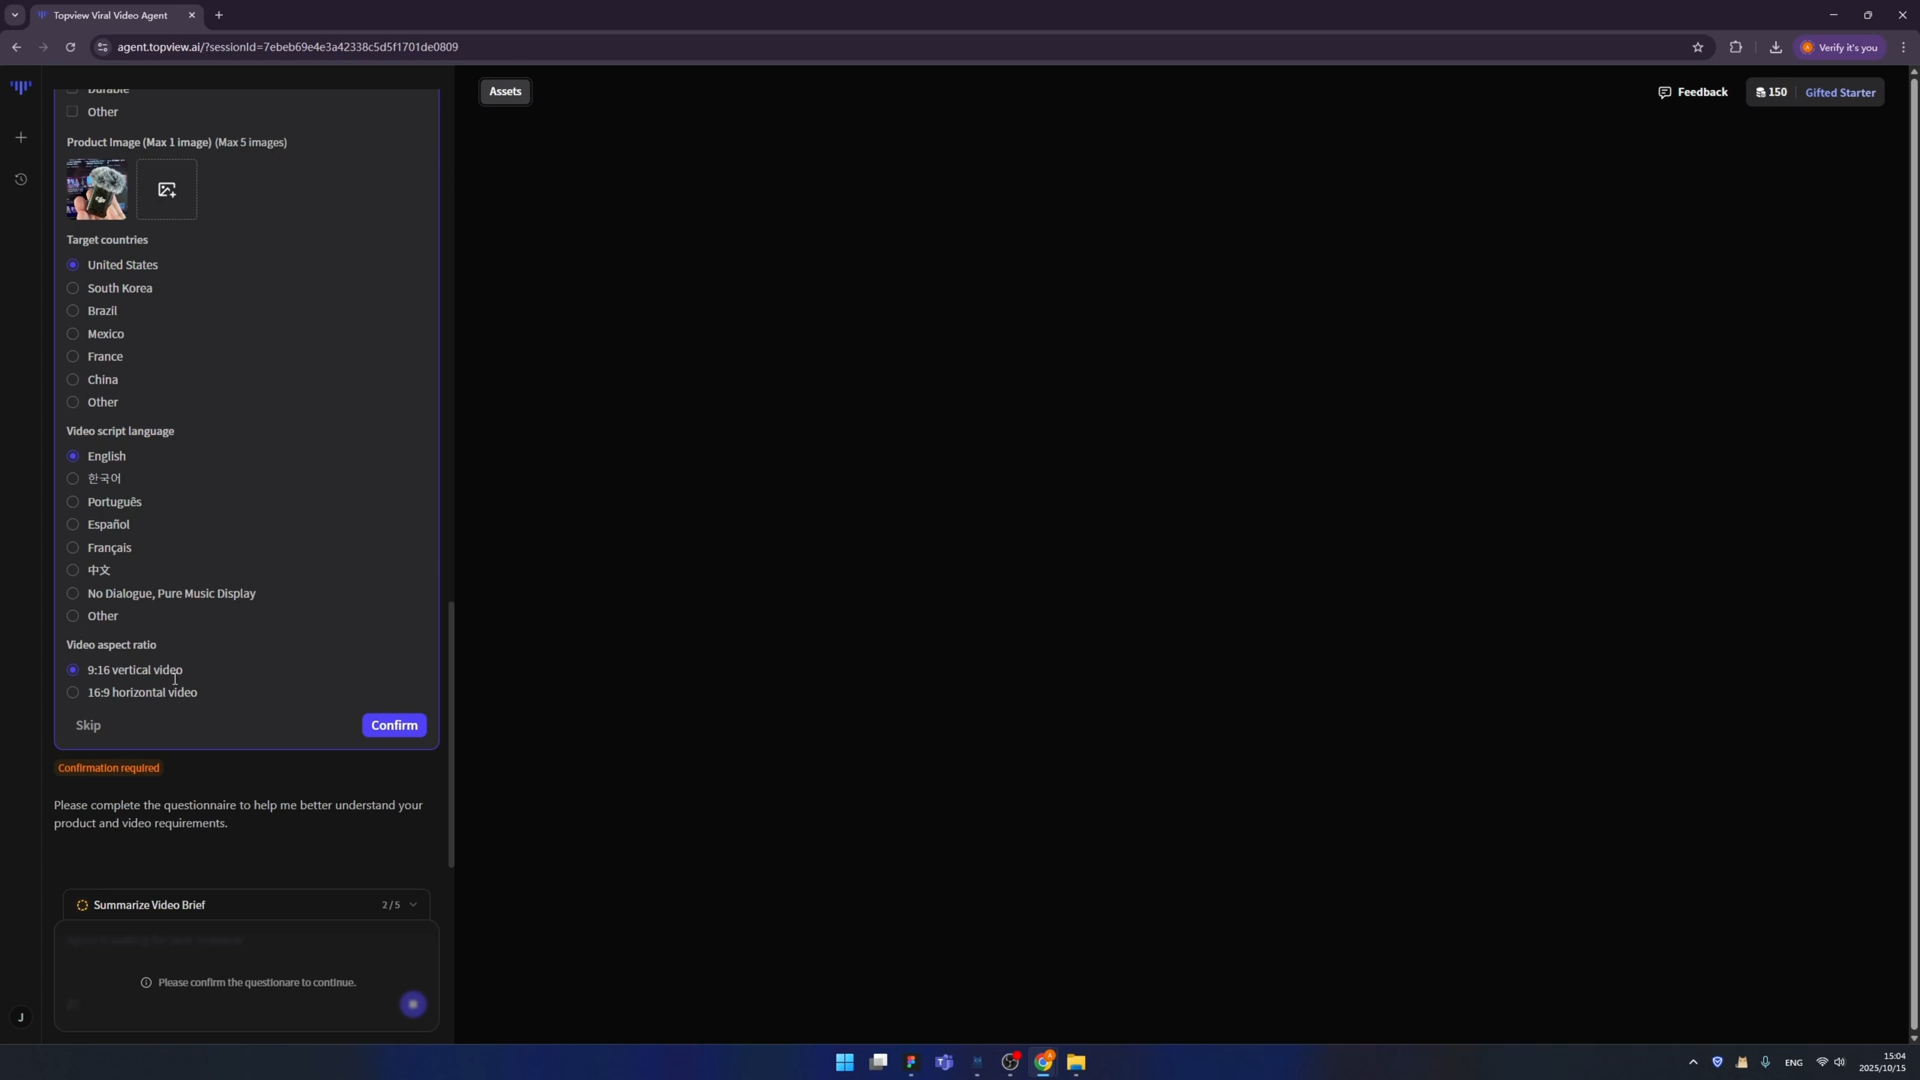 Topview Viral Video Agent
agent.topview.ai/?sessionId=7ebeb69e4e3a42338c5d5f1701de0809
Verify it's you
Assets
Feedback
150
Gifted Starter
Durable
Other
Product Image (Max 1 image) (Max 5 images)
Target countries
United States
South Korea
Brazil
Mexico
France
China
Other
Video script language
English
한국어
Português
Español
Français
中文
No Dialogue, Pure Music Display
Other
Video aspect ratio
9:16 vertical video
16:9 horizontal video
Skip
Confirm
Confirmation required
Please complete the questionnaire to help me better understand your
product and video requirements.
Summarize Video Brief
2/5
Please confirm the questionare to continue.
J
ENG
15:04
2025/10/15